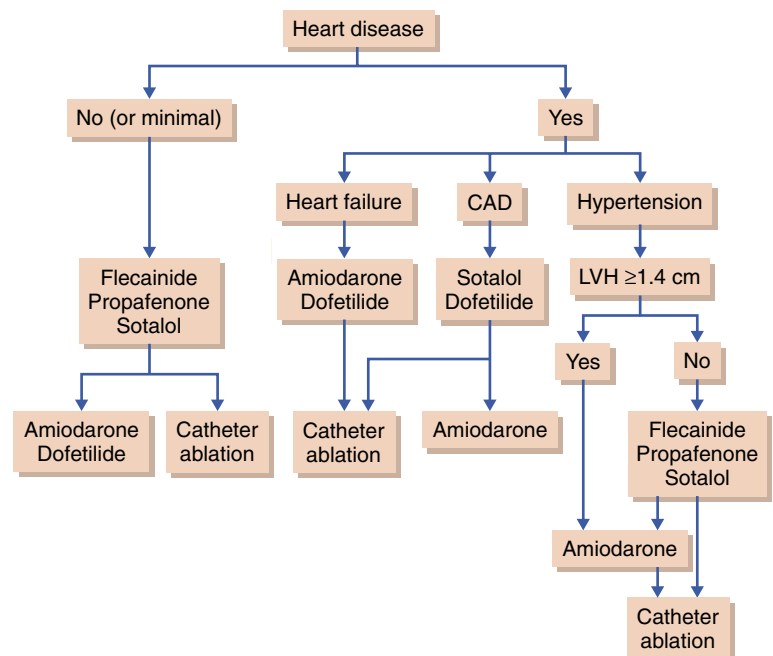 Heart disease
No (or minimal)
Yes
Heart failure
CAD
Hypertension
Flecainide
Propafenone
Sotalol
Amiodarone
Dofetilide
Sotalol
Dofetilide
LVH ≥1.4 cm
Yes
No
Amiodarone
Dofetilide
Catheter
ablation
Catheter
ablation
Amiodarone
Flecainide
Propafenone
Sotalol
Amiodarone
Catheter
ablation